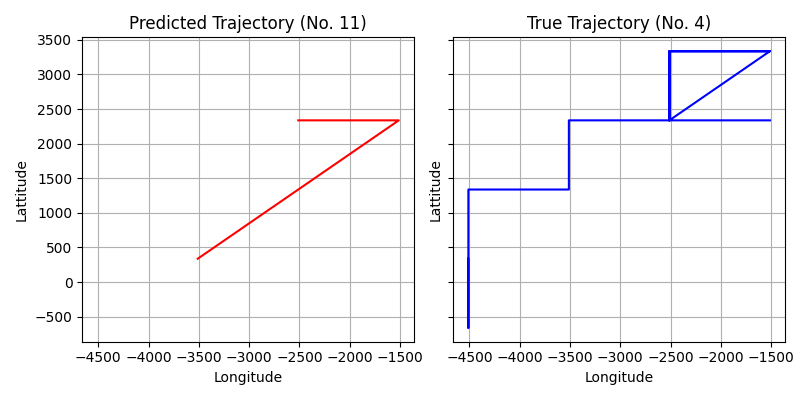 Predicted Trajectory (No. 11)
True Trajectory (No. 4)
3500
3000
2500
2000
1500
1000
500
0
−500
Lattitude
Lattitude
−4500 −4000 −3500 −3000 −2500 −2000 −1500
−4500 −4000 −3500 −3000 −2500 −2000 −1500
Longitude
Longitude